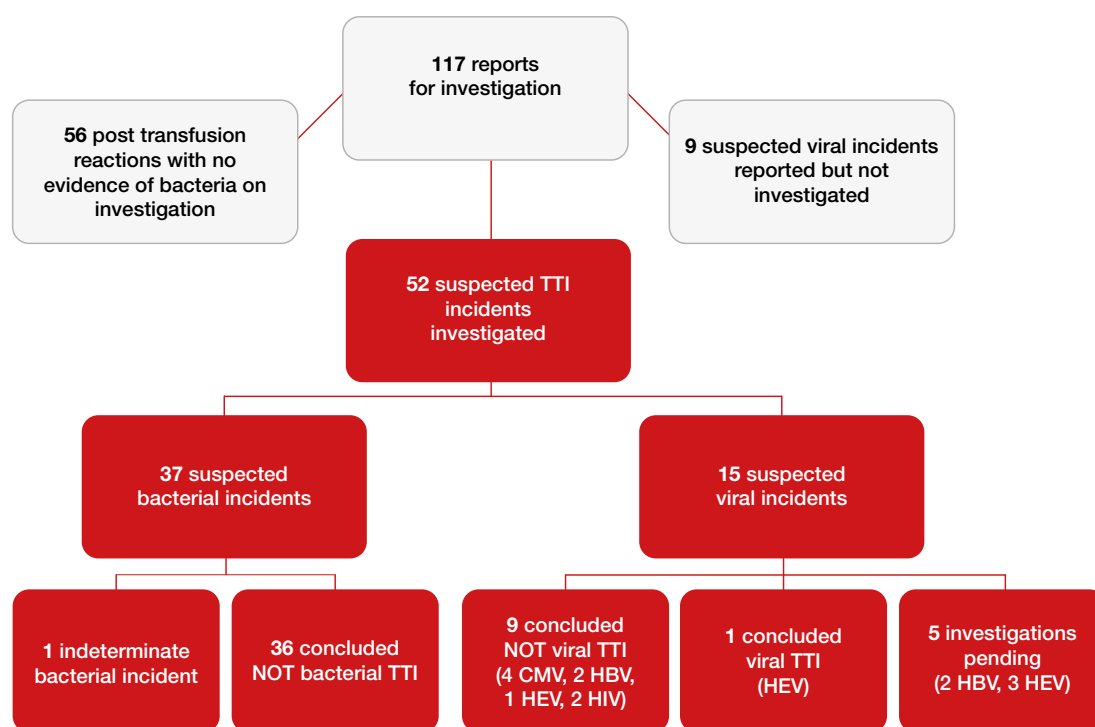 117 reports
for investigation
56 post transfusion
reactions with no
evidence of bacteria on
investigation
9 suspected viral incidents
reported but not
investigated
52 suspected TTI
incidents
investigated
37 suspected
bacterial incidents
15 suspected
viral incidents
1 indeterminate
bacterial incident
36 concluded
NOT bacterial TTI
9 concluded
NOT viral TTI
(4 CMV, 2 HBV,
1 HEV, 2 HIV)
1 concluded
viral TTI
(HEV)
5 investigations
pending
(2 HBV, 3 HEV)